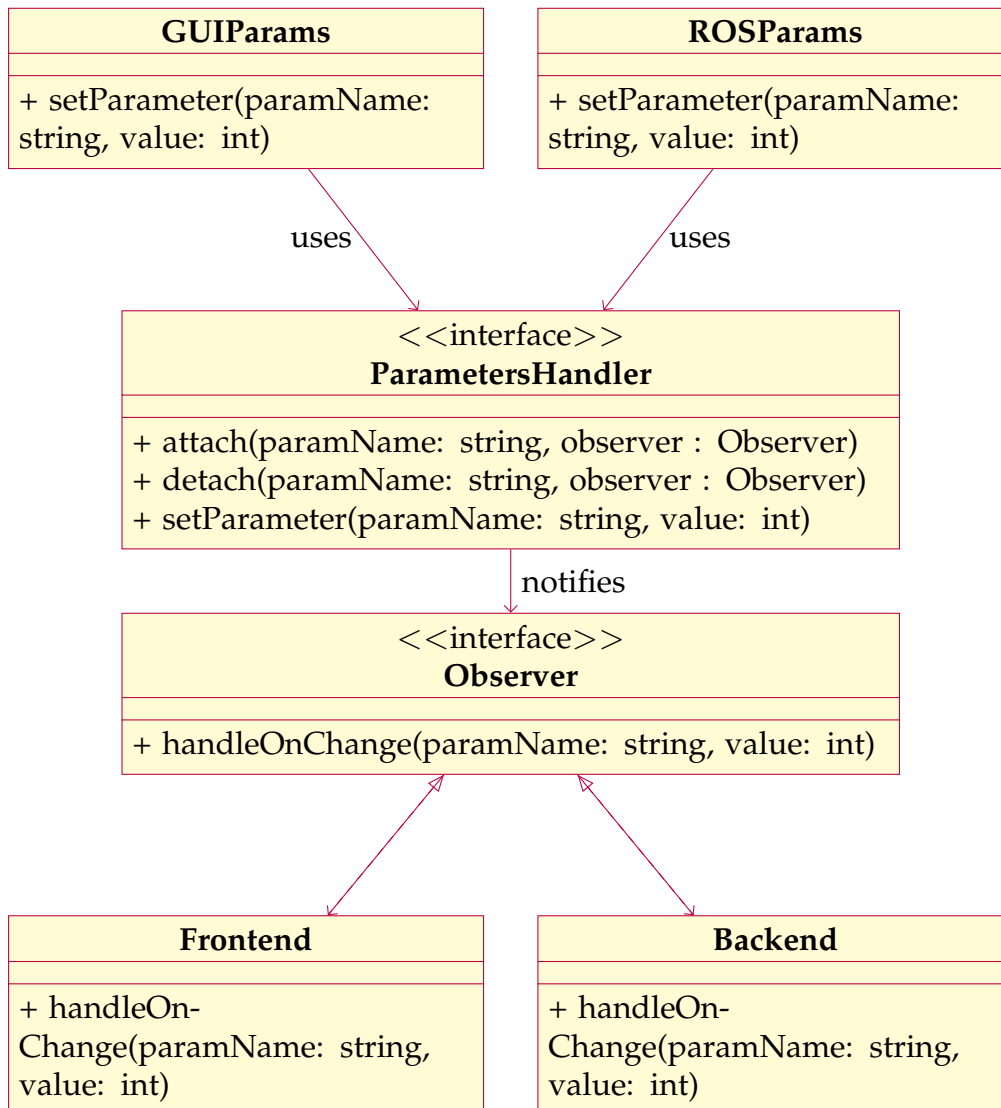 GUIParams
+ setParameter(paramName:
string, value: int)
ROSParams
+ setParameter(paramName:
string, value: int)
uses
uses
<<interface>>
ParametersHandler
+ attach(paramName: string, observer : Observer)
+ detach(paramName: string, observer : Observer)
+ setParameter(paramName: string, value: int)
notifies
<<interface>>
Observer
+ handleOnChange(paramName: string, value: int)
Frontend
+ handleOn-
Change(paramName: string,
value: int)
Backend
+ handleOn-
Change(paramName: string,
value: int)